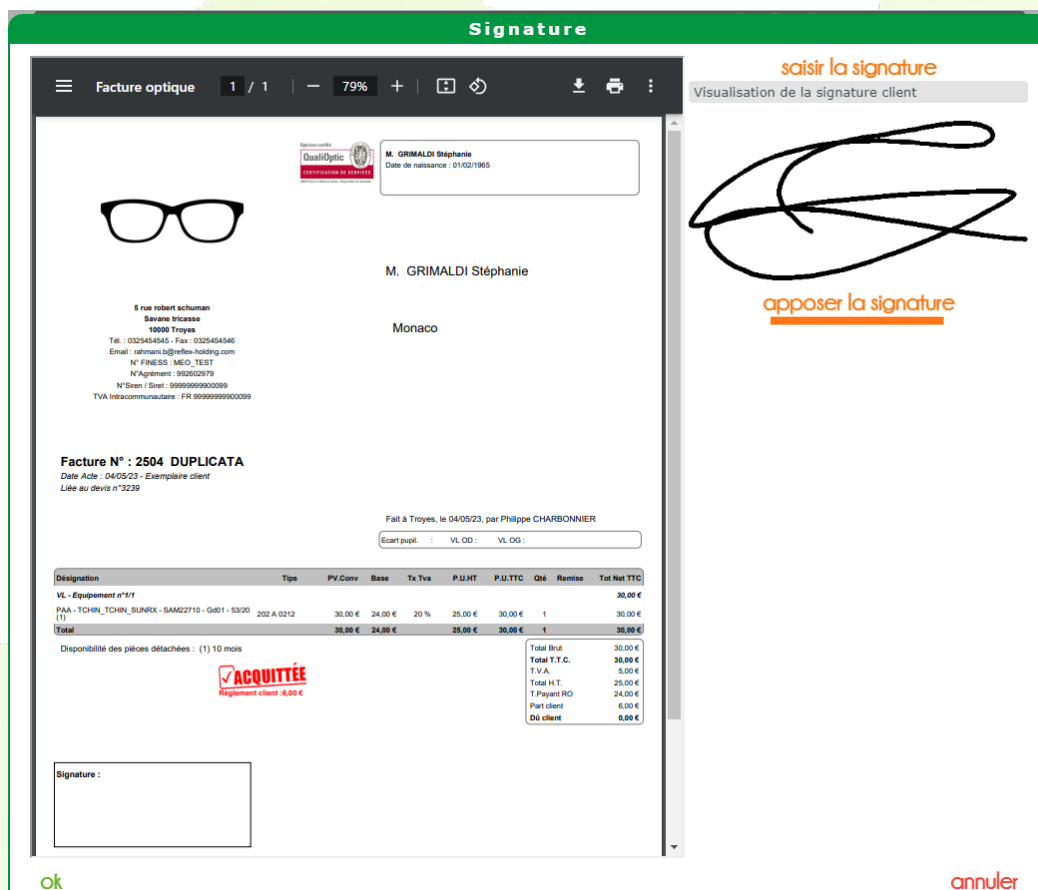 Signature
Facture optique 1 / 1 79%
saisir la signature
Visualisation de la signature client
apposer la signature
Opticien certifié
QualiOptic
CERTIFICATION DE SERVICES
M. GRIMALDI Stéphanie
Date de naissance : 01/02/1965
M. GRIMALDI Stéphanie
Monaco
5 rue robert schuman
Savane tricasse
10000 Troyes
Tél. : 0325454545 - Fax : 0325454546
Email : rahmani.b@reflex-holding.com
N° FINESS : MEO_TEST
N°Agrément : 992602979
N°Siren / Siret : 99999999900099
TVA Intracommunautaire : FR 99999999900099
Facture N° : 2504 DUPLICATA
Date Acte : 04/05/23 - Exemplaire client
Liée au devis n°3239
Fait à Troyes, le 04/05/23, par Philippe CHARBONNIER
Ecart pupil. : VL OD : VL OG :
Désignation Tips PV.Conv Base Tx Tva P.U.HT P.U.TTC Qté Remise Tot Net TTC
VL - Equipement n°1/1 30,00 €
PAA - TCHIN_TCHIN_SUNRX - SAM22710 - Gd01 - 53/20 202 A 0212 30,00 € 24,00 € 20 % 25,00 € 30,00 € 1 30,00 €
(1)
Total 30,00 € 24,00 € 25,00 € 30,00 € 1 30,00 €
Disponibilité des pièces détachées : (1) 10 mois
ACQUITTÉE
Règlement client :6,00 €
Total Brut 30,00 €
Total T.T.C. 30,00 €
T.V.A. 5,00 €
Total H.T. 25,00 €
T.Payant RO 24,00 €
Part client 6,00 €
Dû client 0,00 €
Signature :
ok
annuler